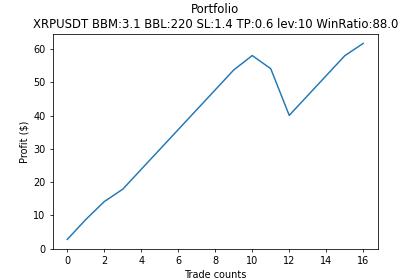 Portfolio
XRPUSDT BBM:3.1 BBL:220 SL:1.4 TP:0.6 lev:10 WinRatio:88.0
60
50
40
30
20
10
0
Profit ($)
0 2 4 6 8 10 12 14 16
Trade counts